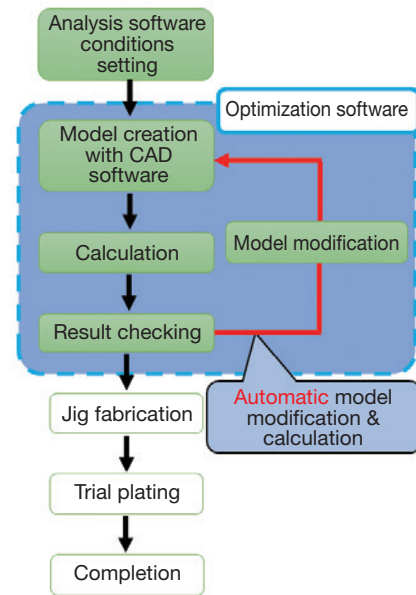 Analysis software
conditions
setting
Optimization software
Model creation
with CAD
software
Model modification
Calculation
Result checking
Automatic model
modification &
calculation
Jig fabrication
Trial plating
Completion